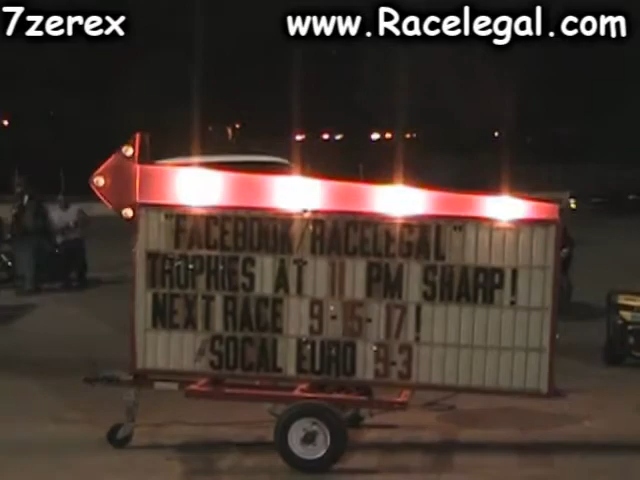 7zerex
www.Racelegal.com
"FACEBOOK/RACELEGAL"
TROPHIES AT 11 PM SHARP!
NEXT RACE 9-15-17!
SOCAL EURO 9-3